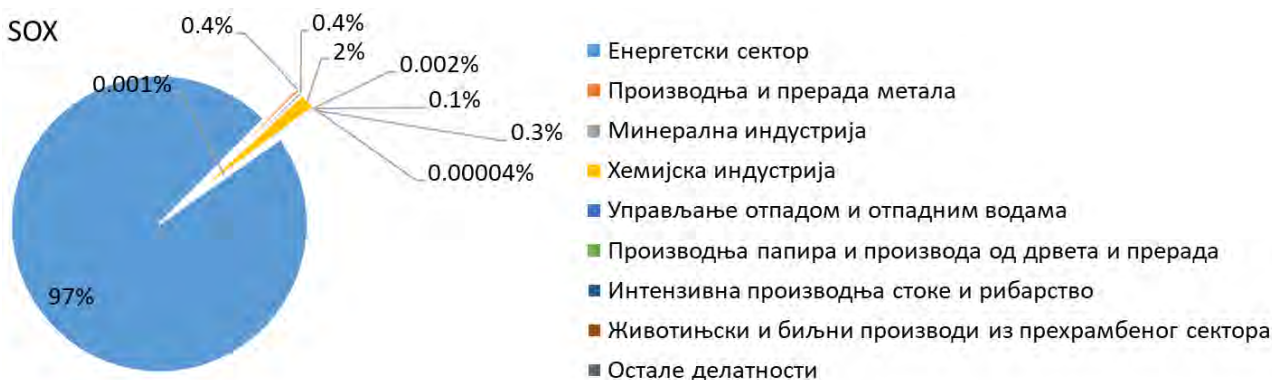 SOX
0.4%
0.4%
2%
0.002%
0.001%
0.1%
0.3%
0.00004%
97%
Енергетски сектор
Производња и прерада метала
Минерална индустрија
Хемијска индустрија
Управљање отпадом и отпадним водама
Производња папира и производа од дрвета и прерада
Интензивна производња стоке и рибарство
Животињски и биљни производи из прехрамбеног сектора
Остале делатности